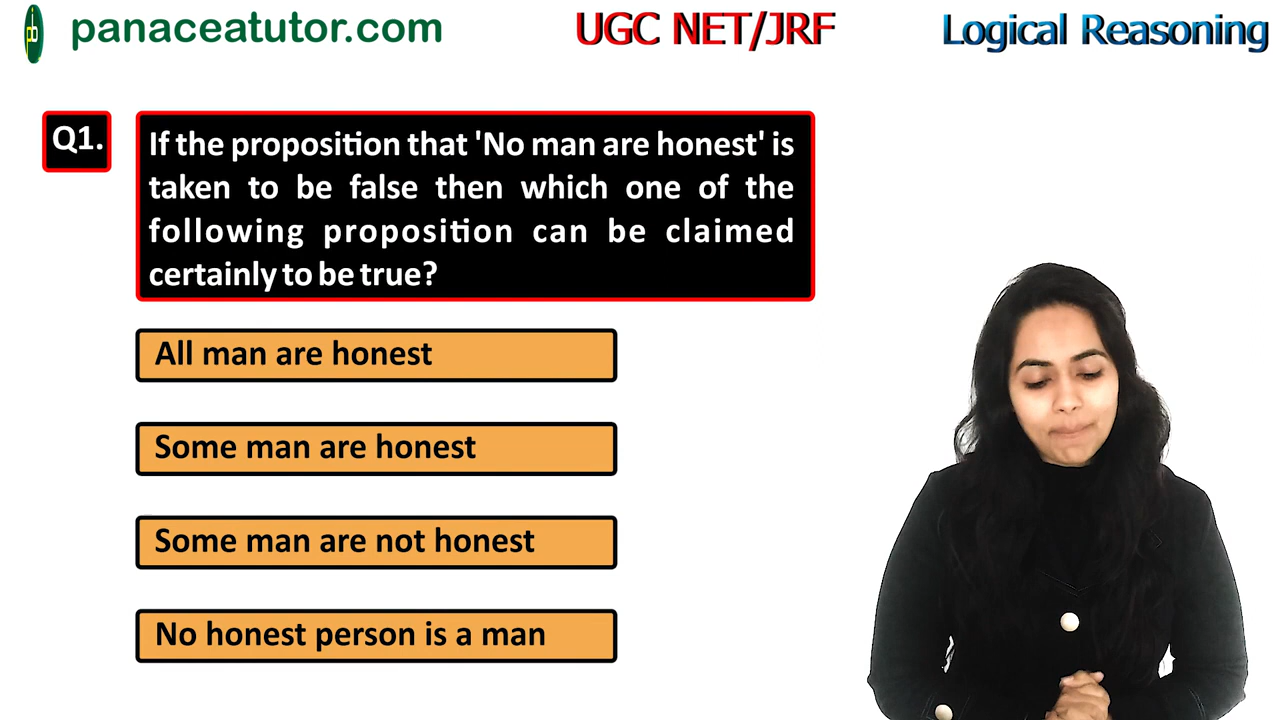 panaceatutor.com
UGC NET/JRF
Logical Reasoning
Q1.
If the proposition that 'No man are honest' is
taken to be false then which one of the
following proposition can be claimed
certainly to be true?
All man are honest
Some man are honest
Some man are not honest
No honest person is a man